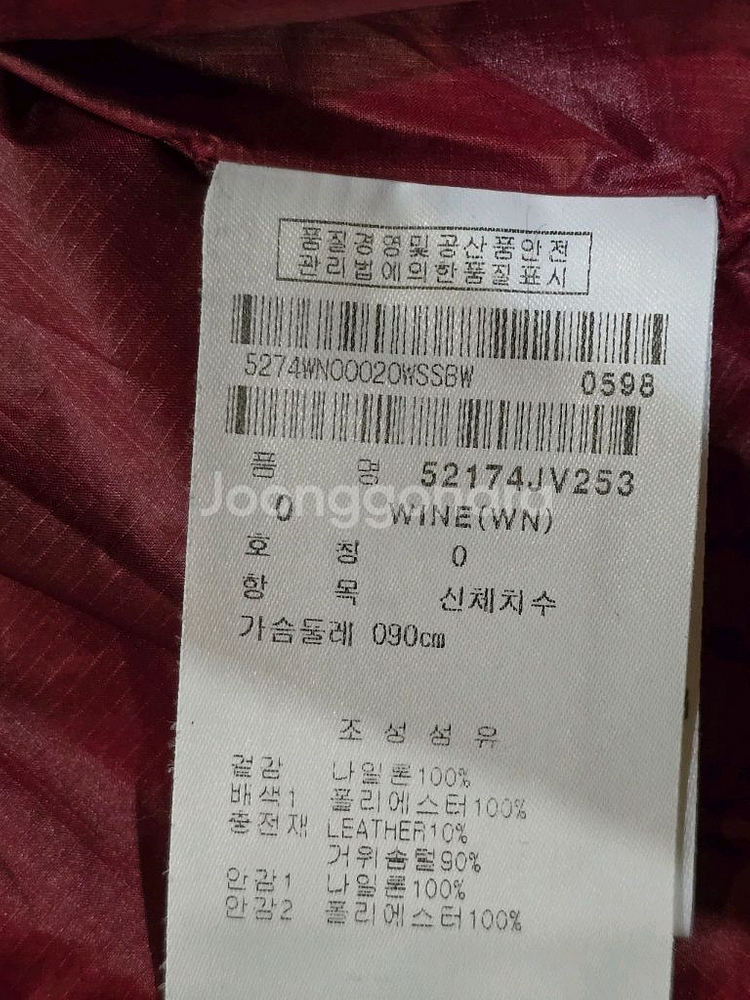 품질경영및공산품안전
관리법에의한품질표시
5274WN00020WSSBW 0598
품 명 52174JV253
0 WINE(WN)
호 칭 0
항 목 신체치수
가슴둘레 090cm
조성섬유
겉감 나일론100%
배색1 폴리에스터100%
충전재 LEATHER10%
거위솜털90%
안감1 나일론100%
안감2 폴리에스터100%
Joonggonara